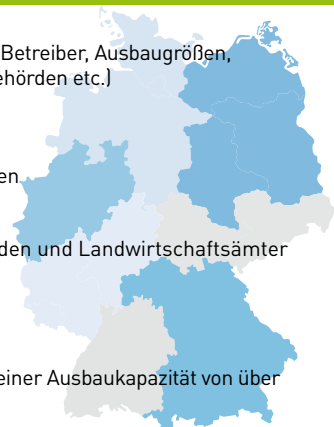 Betreiber, Ausbaugrößen,
ehörden etc.)
en
den und Landwirtschaftsämter
einer Ausbaukapazität von über